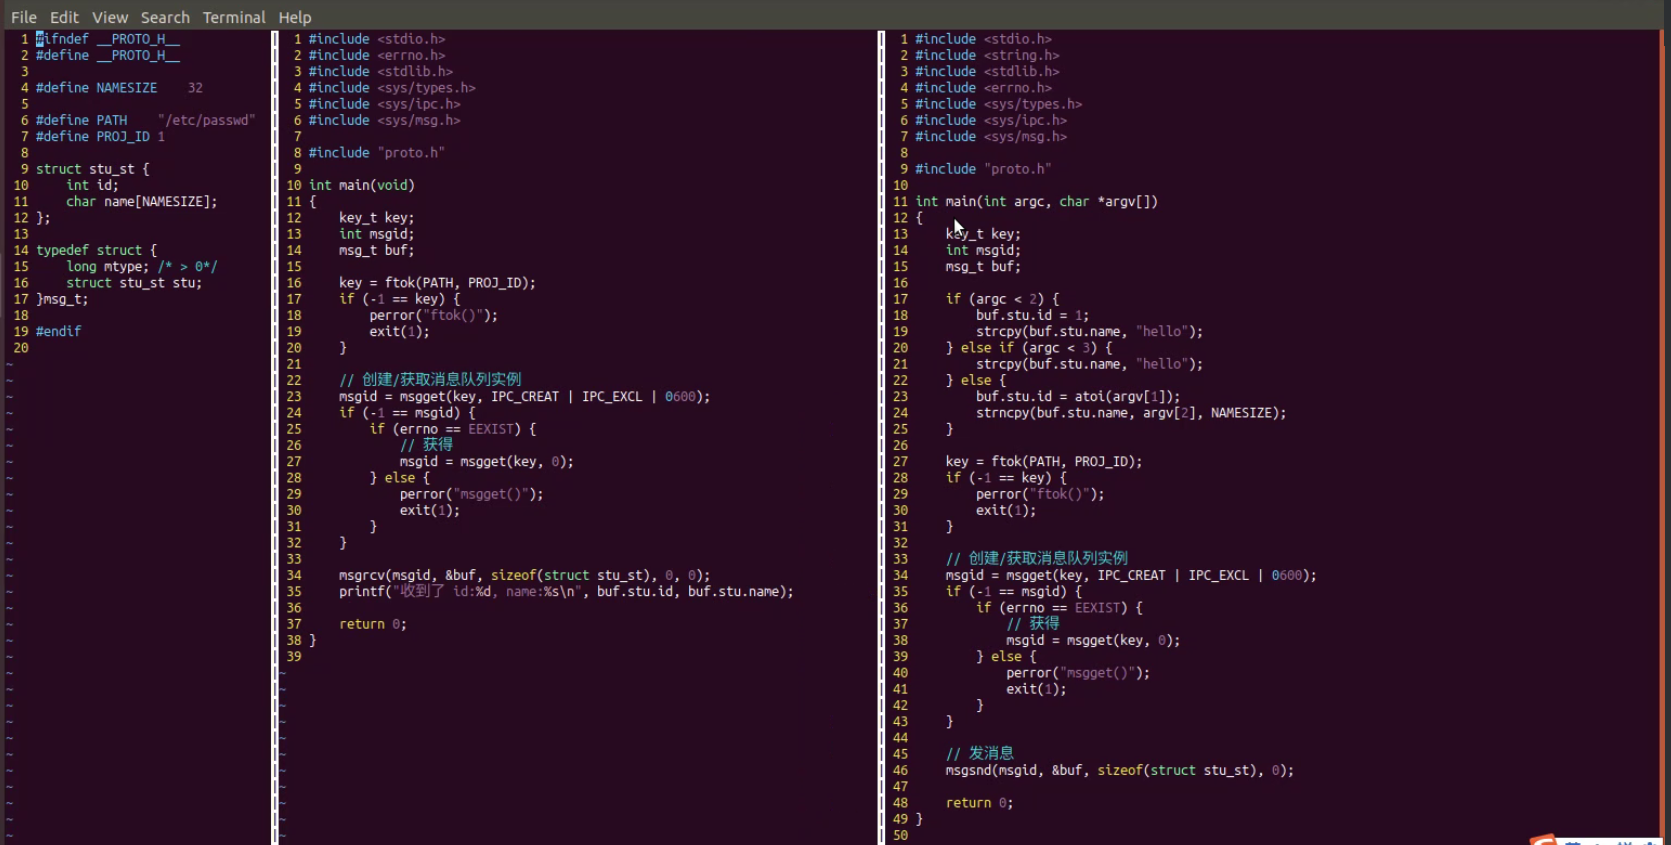 File Edit View Search Terminal Help
1 #ifndef __PROTO_H__
2 #define __PROTO_H__
3
4 #define NAMESIZE    32
5
6 #define PATH    "/etc/passwd"
7 #define PROJ_ID 1
8
9 struct stu_st {
10     int id;
11     char name[NAMESIZE];
12 };
13
14 typedef struct {
15     long mtype; /* > 0*/
16     struct stu_st stu;
17 }msg_t;
18
19 #endif
20
1 #include <stdio.h>
2 #include <errno.h>
3 #include <stdlib.h>
4 #include <sys/types.h>
5 #include <sys/ipc.h>
6 #include <sys/msg.h>
7
8 #include "proto.h"
9
10 int main(void)
11 {
12     key_t key;
13     int msgid;
14     msg_t buf;
15
16     key = ftok(PATH, PROJ_ID);
17     if (-1 == key) {
18         perror("ftok()");
19         exit(1);
20     }
21
22     // 创建/获取消息队列实例
23     msgid = msgget(key, IPC_CREAT | IPC_EXCL | 0600);
24     if (-1 == msgid) {
25         if (errno == EEXIST) {
26             // 获得
27             msgid = msgget(key, 0);
28         } else {
29             perror("msgget()");
30             exit(1);
31         }
32     }
33
34     msgrcv(msgid, &buf, sizeof(struct stu_st), 0, 0);
35     printf("收到了 id:%d, name:%s\n", buf.stu.id, buf.stu.name);
36
37     return 0;
38 }
39
1 #include <stdio.h>
2 #include <string.h>
3 #include <stdlib.h>
4 #include <errno.h>
5 #include <sys/types.h>
6 #include <sys/ipc.h>
7 #include <sys/msg.h>
8
9 #include "proto.h"
10
11 int main(int argc, char *argv[])
12 {
13     key_t key;
14     int msgid;
15     msg_t buf;
16
17     if (argc < 2) {
18         buf.stu.id = 1;
19         strcpy(buf.stu.name, "hello");
20     } else if (argc < 3) {
21         strcpy(buf.stu.name, "hello");
22     } else {
23         buf.stu.id = atoi(argv[1]);
24         strncpy(buf.stu.name, argv[2], NAMESIZE);
25     }
26
27     key = ftok(PATH, PROJ_ID);
28     if (-1 == key) {
29         perror("ftok()");
30         exit(1);
31     }
32
33     // 创建/获取消息队列实例
34     msgid = msgget(key, IPC_CREAT | IPC_EXCL | 0600);
35     if (-1 == msgid) {
36         if (errno == EEXIST) {
37             // 获得
38             msgid = msgget(key, 0);
39         } else {
40             perror("msgget()");
41             exit(1);
42         }
43     }
44
45     // 发消息
46     msgsnd(msgid, &buf, sizeof(struct stu_st), 0);
47
48     return 0;
49 }
50